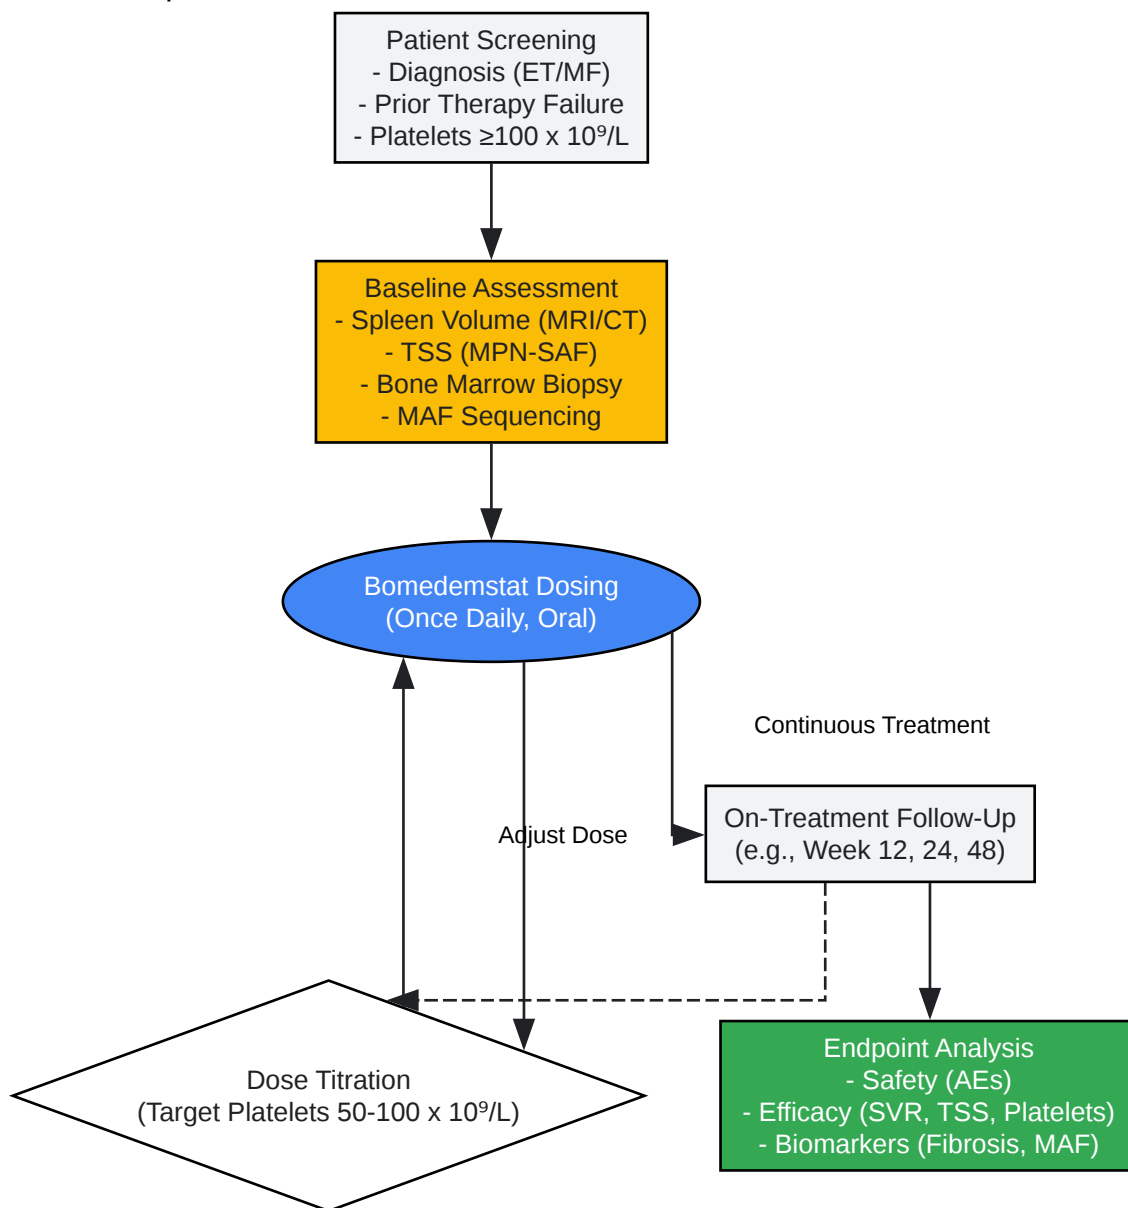 Patient Screening
- Diagnosis (ET/MF)
- Prior Therapy Failure
- Platelets ≥100 x 10⁹/L
Baseline Assessment
- Spleen Volume (MRI/CT)
- TSS (MPN-SAF)
- Bone Marrow Biopsy
- MAF Sequencing
Bomedemstat Dosing
(Once Daily, Oral)
Continuous Treatment
Adjust Dose
On-Treatment Follow-Up
(e.g., Week 12, 24, 48)
Dose Titration
(Target Platelets 50-100 x 10⁹/L)
Endpoint Analysis
- Safety (AEs)
- Efficacy (SVR, TSS, Platelets)
- Biomarkers (Fibrosis, MAF)